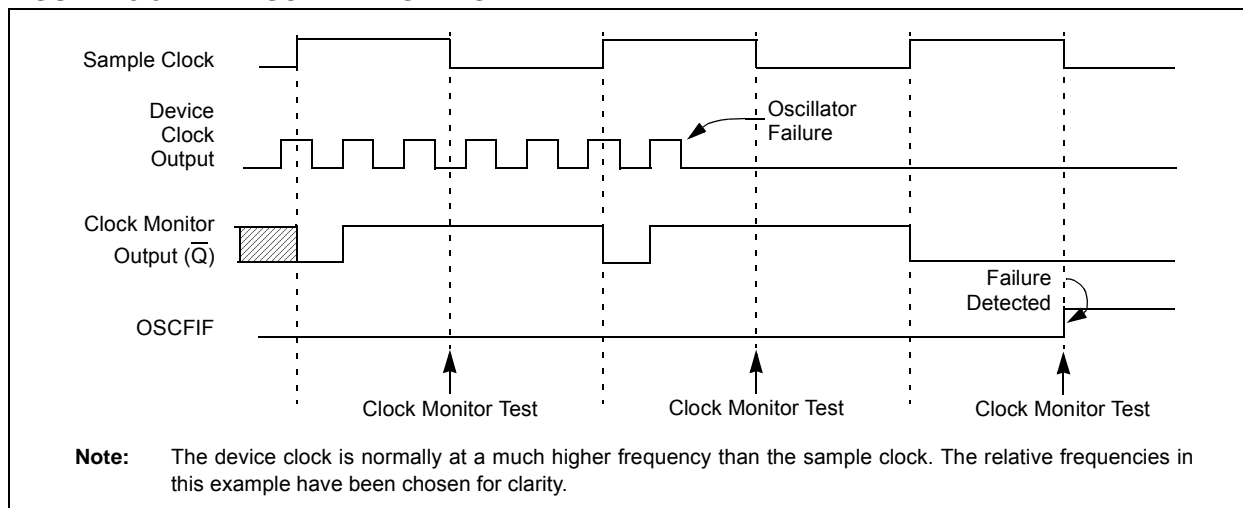 Sample Clock
Device
Clock
Output
Oscillator
Failure
Clock Monitor
Output (Q̅)
Failure
Detected
OSCFIF
Clock Monitor Test
Clock Monitor Test
Clock Monitor Test
Note: The device clock is normally at a much higher frequency than the sample clock. The relative frequencies in
this example have been chosen for clarity.